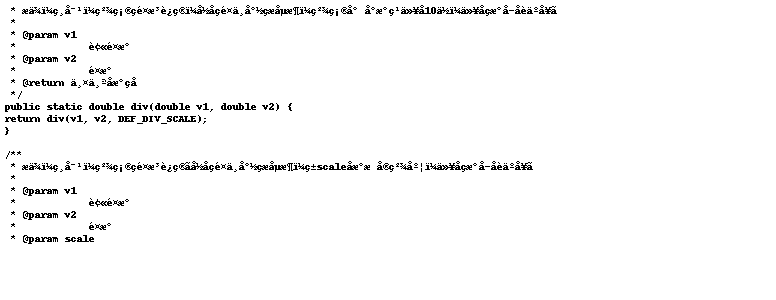 * æä¾ï¼ç¸å¯¹ï¼ç²¾ç¡®çé¤æ³è¿ç®ï¼å½åçé¤ä¸å°½çæåµæ¶ï¼ç²¾ç¡®å° å°æ°ç¹ä»¥å10ä½ï¼ä»¥åçæ°å­åèäºå¥ã
*
* @param v1
* è¢«é¤æ°
* @param v2
* é¤æ°
* @return ä¸¤ä¸ªåæ°çå
*/
public static double div(double v1, double v2) {
return div(v1, v2, DEF_DIV_SCALE);
}
/**
* æä¾ï¼ç¸å¯¹ï¼ç²¾ç¡®çé¤æ³è¿ç®ãå½åçé¤ä¸å°½çæåµæ¶ï¼ç±scaleåæ°æ å®ç²¾åº¦ï¼ä»¥åçæ°å­åèäºå¥ã
*
* @param v1
* è¢«é¤æ°
* @param v2
* é¤æ°
* @param scale